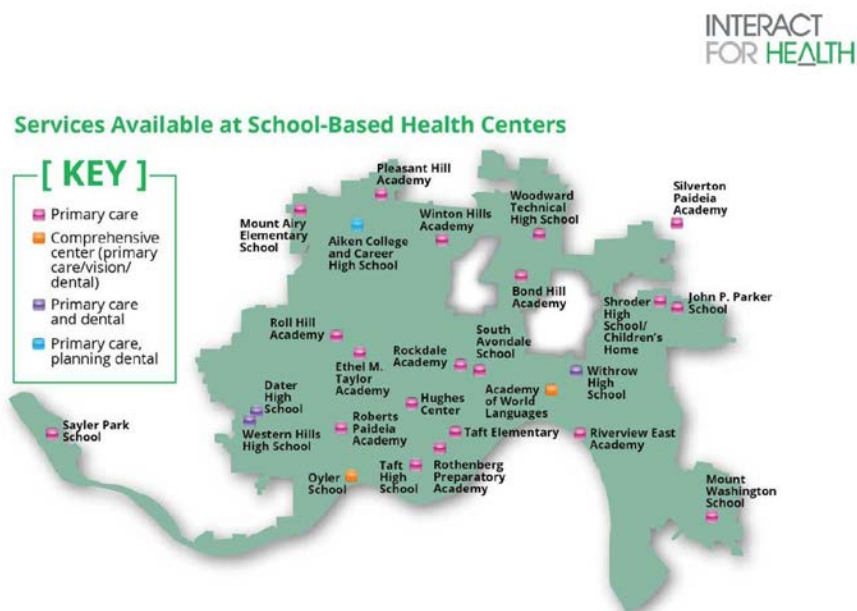 INTERACT
FOR HEALTH
Services Available at School-Based Health Centers
[ KEY ]
Primary care
Comprehensive
center (primary
care/vision/
dental)
Primary care
and dental
Primary care,
planning dental
Pleasant Hill
Academy
Mount Airy
Elementary
School
Aiken College
and Career
High School
Winton Hills
Academy
Woodward
Technical
High School
Silverton
Paideia
Academy
Bond Hill
Academy
Shroder
High
School/
Children's
Home
John P. Parker
School
Roll Hill
Academy
Ethel M.
Taylor
Academy
Rockdale
Academy
South
Avondale
School
Academy
of World
Languages
Withrow
High
School
Dater
High
School
Western Hills
High School
Hughes
Center
Roberts
Paideia
Academy
Taft Elementary
Riverview East
Academy
Sayler Park
School
Oyler
School
Taft
High
School
Rothenberg
Preparatory
Academy
Mount
Washington
School